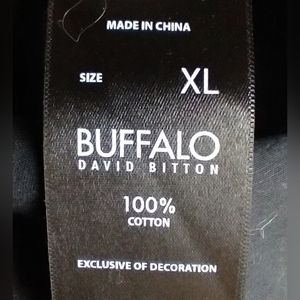 MADE IN CHINA
SIZE XL
BUFFALO
DAVID BITTON
100%
COTTON
EXCLUSIVE OF DECORATION